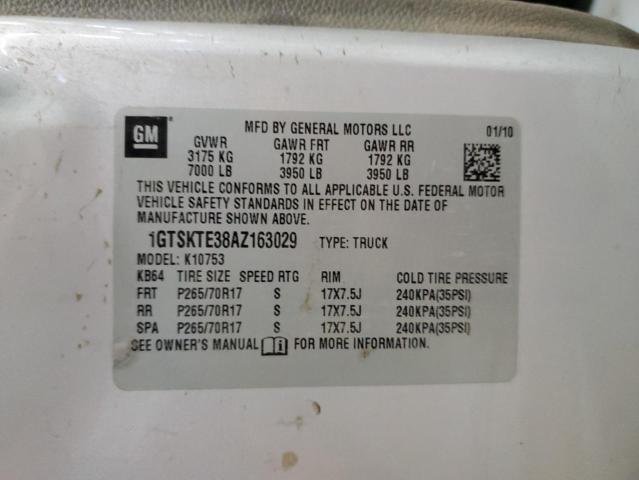 GM
MFD BY GENERAL MOTORS LLC 01/10
GVWR GAWR FRT GAWR RR
3175 KG 1792 KG 1792 KG
7000 LB 3950 LB 3950 LB
THIS VEHICLE CONFORMS TO ALL APPLICABLE U.S. FEDERAL MOTOR
VEHICLE SAFETY STANDARDS IN EFFECT ON THE DATE OF
MANUFACTURE SHOWN ABOVE.
1GTSKTE38AZ163029 TYPE: TRUCK
MODEL: K10753
KB64 TIRE SIZE SPEED RTG RIM COLD TIRE PRESSURE
FRT P265/70R17 S 17X7.5J 240KPA(35PSI)
RR P265/70R17 S 17X7.5J 240KPA(35PSI)
SPA P265/70R17 S 17X7.5J 240KPA(35PSI)
SEE OWNER'S MANUAL i FOR MORE INFORMATION.